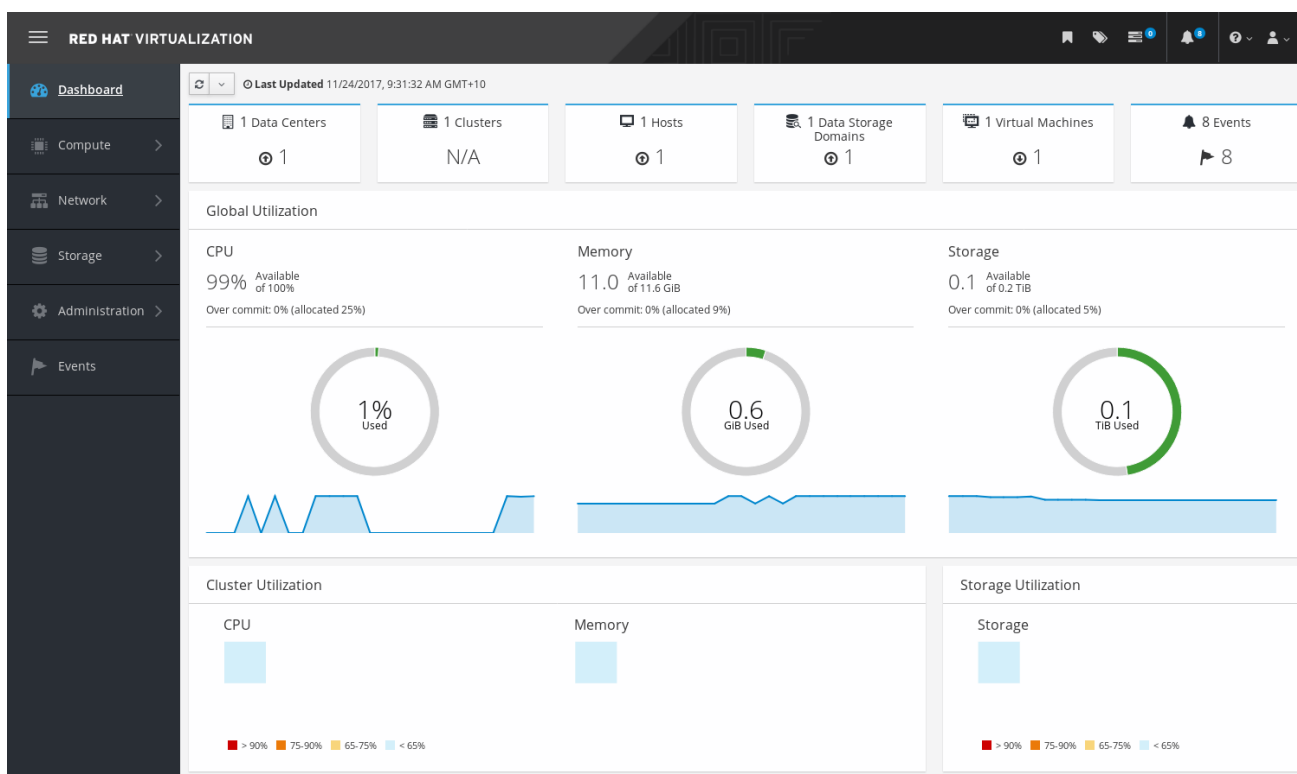 RED HAT VIRTUALIZATION
0
8
Dashboard
Compute
Network
Storage
Administration
Events
Last Updated 11/24/2017, 9:31:32 AM GMT+10
1 Data Centers
1
1 Clusters
N/A
1 Hosts
1
1 Data Storage
Domains
1
1 Virtual Machines
1
8 Events
8
Global Utilization
CPU
99% Available
of 100%
Over commit: 0% (allocated 25%)
1%
Used
Memory
11.0 Available
of 11.6 GiB
Over commit: 0% (allocated 9%)
0.6
GiB Used
Storage
0.1 Available
of 0.2 TiB
Over commit: 0% (allocated 5%)
0.1
TiB Used
Cluster Utilization
CPU
Memory
> 90% 75-90% 65-75% < 65%
Storage Utilization
Storage
> 90% 75-90% 65-75% < 65%